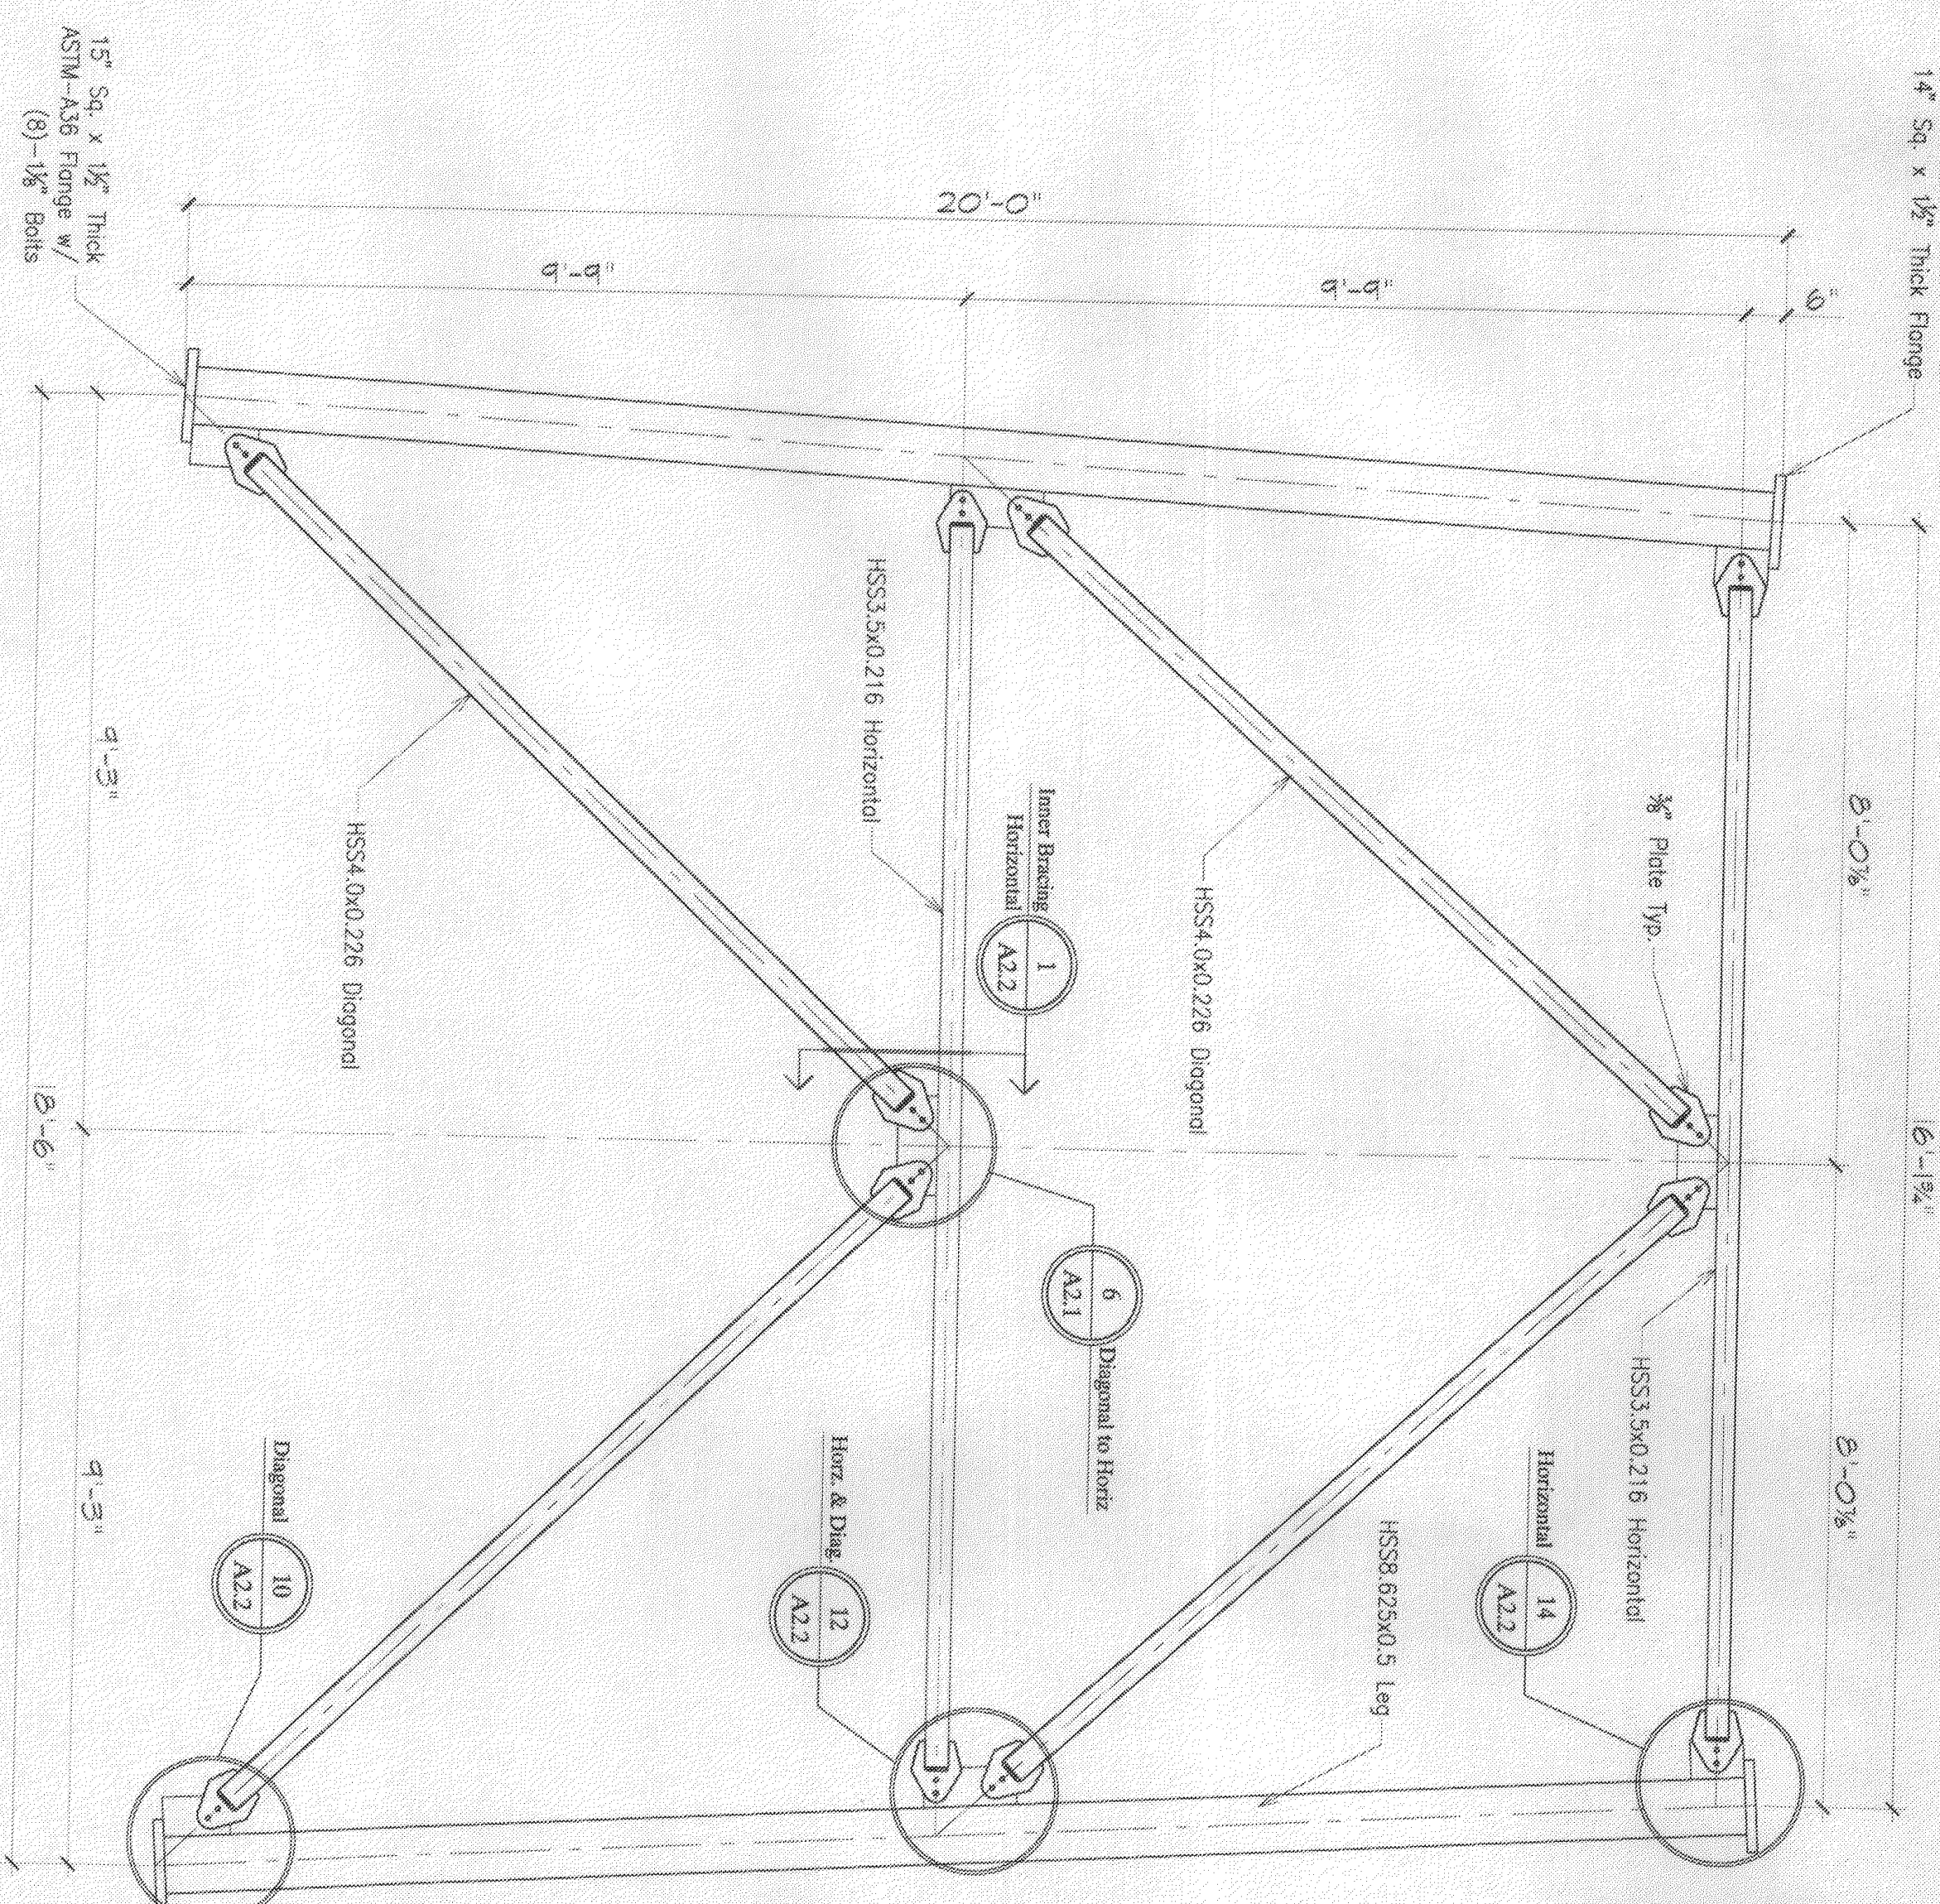 14" Sq. x 1½" Thick Flange
6'-1¾"
8'-0⅞"
8'-0⅞"
6"
9'-9"
20'-0"
9'-9"
⅜" Plate Typ.
HSS3.5x0.216 Horizontal
Horizontal
14
A2.2
HSS4.0x0.226 Diagonal
HSS8.625x0.5 Leg
Inner Bracing
Horizontal
1
A2.2
6
A2.1
Diagonal to Horiz
HSS3.5x0.216 Horizontal
Horz. & Diag.
12
A2.2
HSS4.0x0.226 Diagonal
Diagonal
10
A2.2
15" Sq. x 1½" Thick
ASTM-A36 Flange w/
(8)-1⅛" Bolts
9'-3"
9'-3"
18'-6"